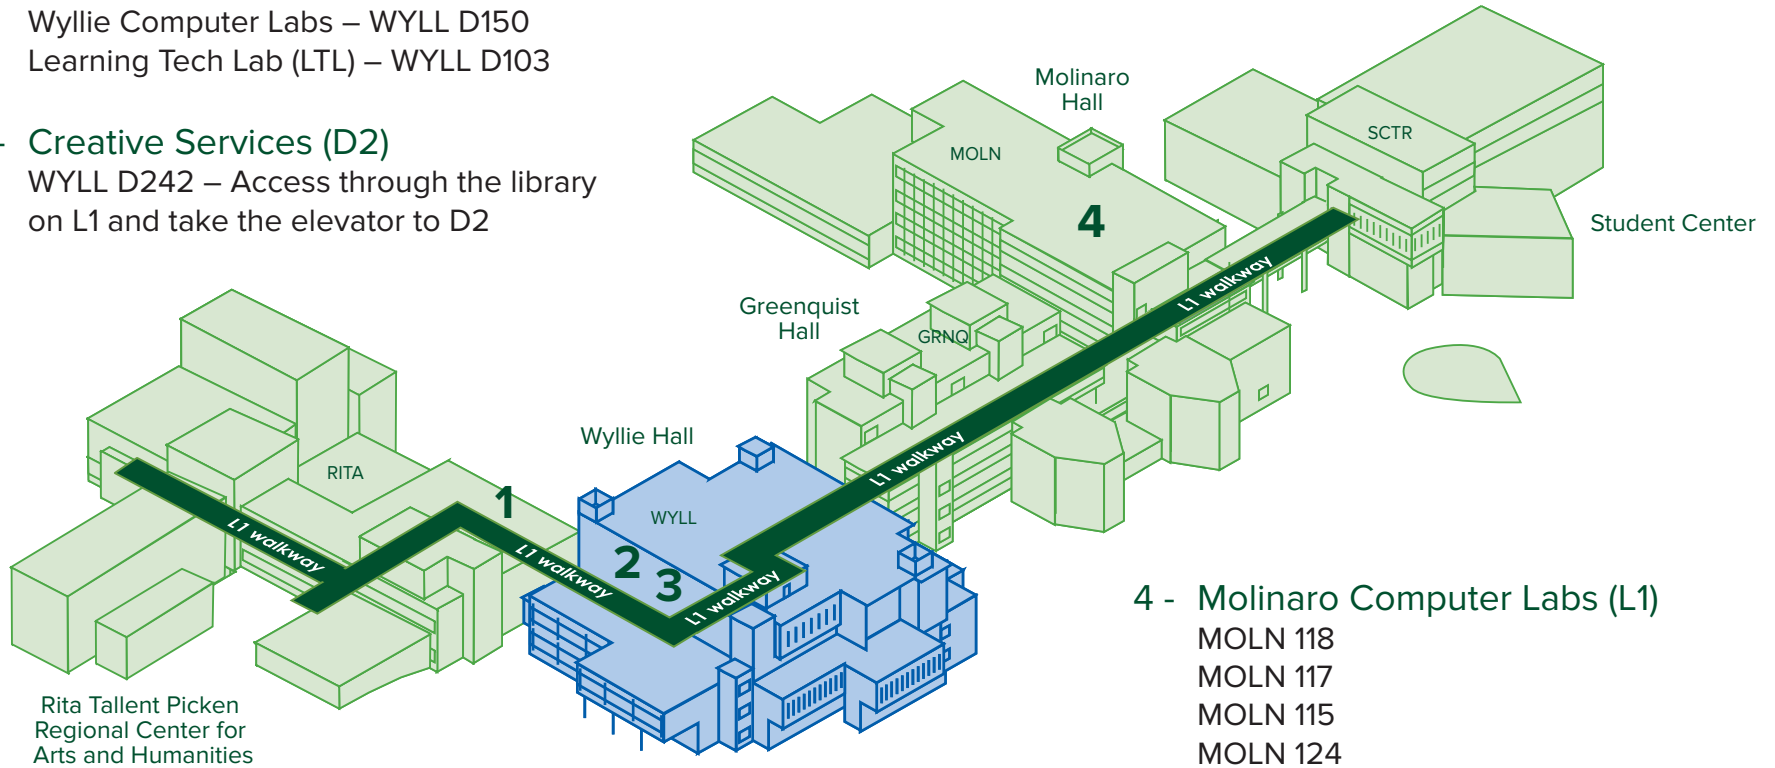 Wyllie Computer Labs – WYLL D150
Learning Tech Lab (LTL) – WYLL D103
- Creative Services (D2)
WYLL D242 – Access through the library
on L1 and take the elevator to D2
Molinaro
Hall
MOLN
4
SCTR
Student Center
L1 walkway
Greenquist
Hall
GRNQ
L1 walkway
Wyllie Hall
WYLL
2
3
L1 walkway
RITA
1
L1 walkway
L1 walkway
Rita Tallent Picken
Regional Center for
Arts and Humanities
4 - Molinaro Computer Labs (L1)
MOLN 118
MOLN 117
MOLN 115
MOLN 124